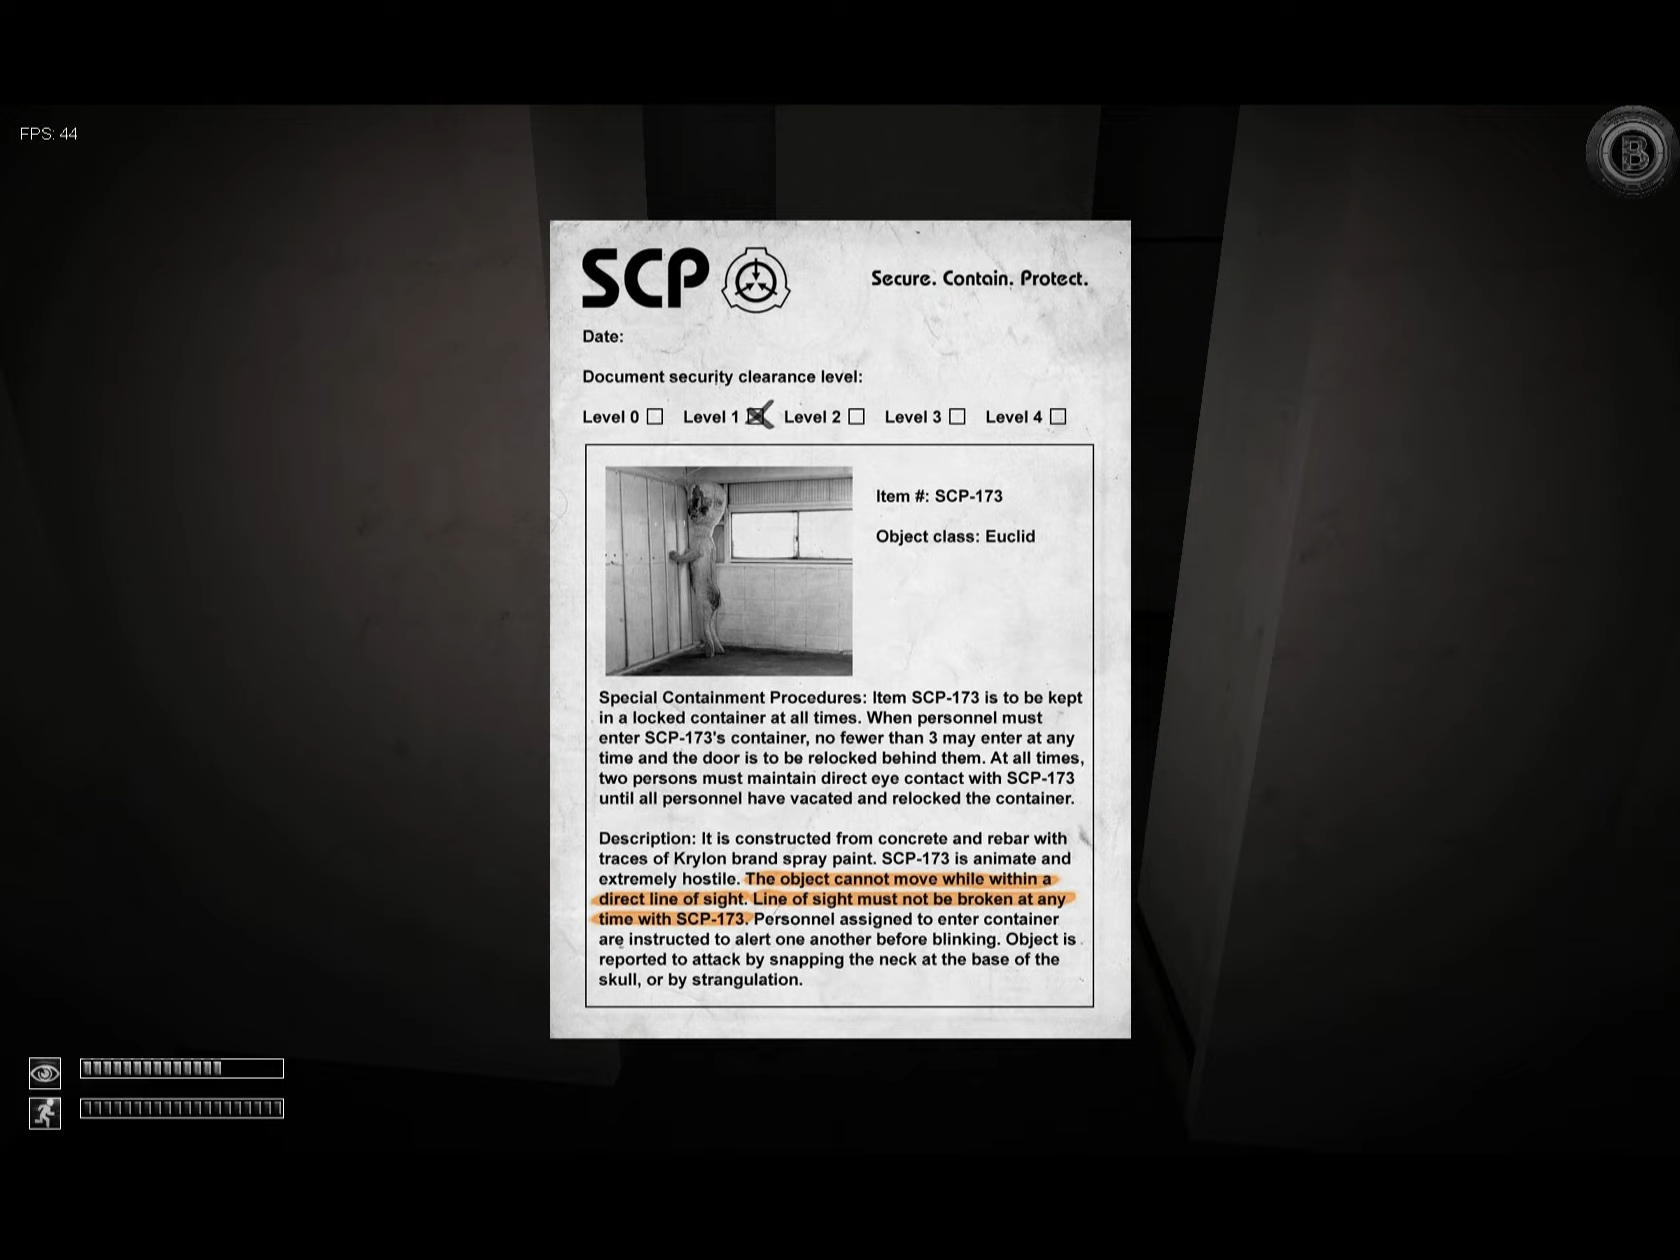 FPS: 44
B
SCP
Secure. Contain. Protect.
Date:
Document security clearance level:
Level 0 Level 1 Level 2 Level 3 Level 4
Item #: SCP-173
Object class: Euclid
Special Containment Procedures: Item SCP-173 is to be kept
in a locked container at all times. When personnel must
enter SCP-173's container, no fewer than 3 may enter at any
time and the door is to be relocked behind them. At all times,
two persons must maintain direct eye contact with SCP-173
until all personnel have vacated and relocked the container.
Description: It is constructed from concrete and rebar with
traces of Krylon brand spray paint. SCP-173 is animate and
extremely hostile. The object cannot move while within a
direct line of sight. Line of sight must not be broken at any
time with SCP-173. Personnel assigned to enter container
are instructed to alert one another before blinking. Object is
reported to attack by snapping the neck at the base of the
skull, or by strangulation.